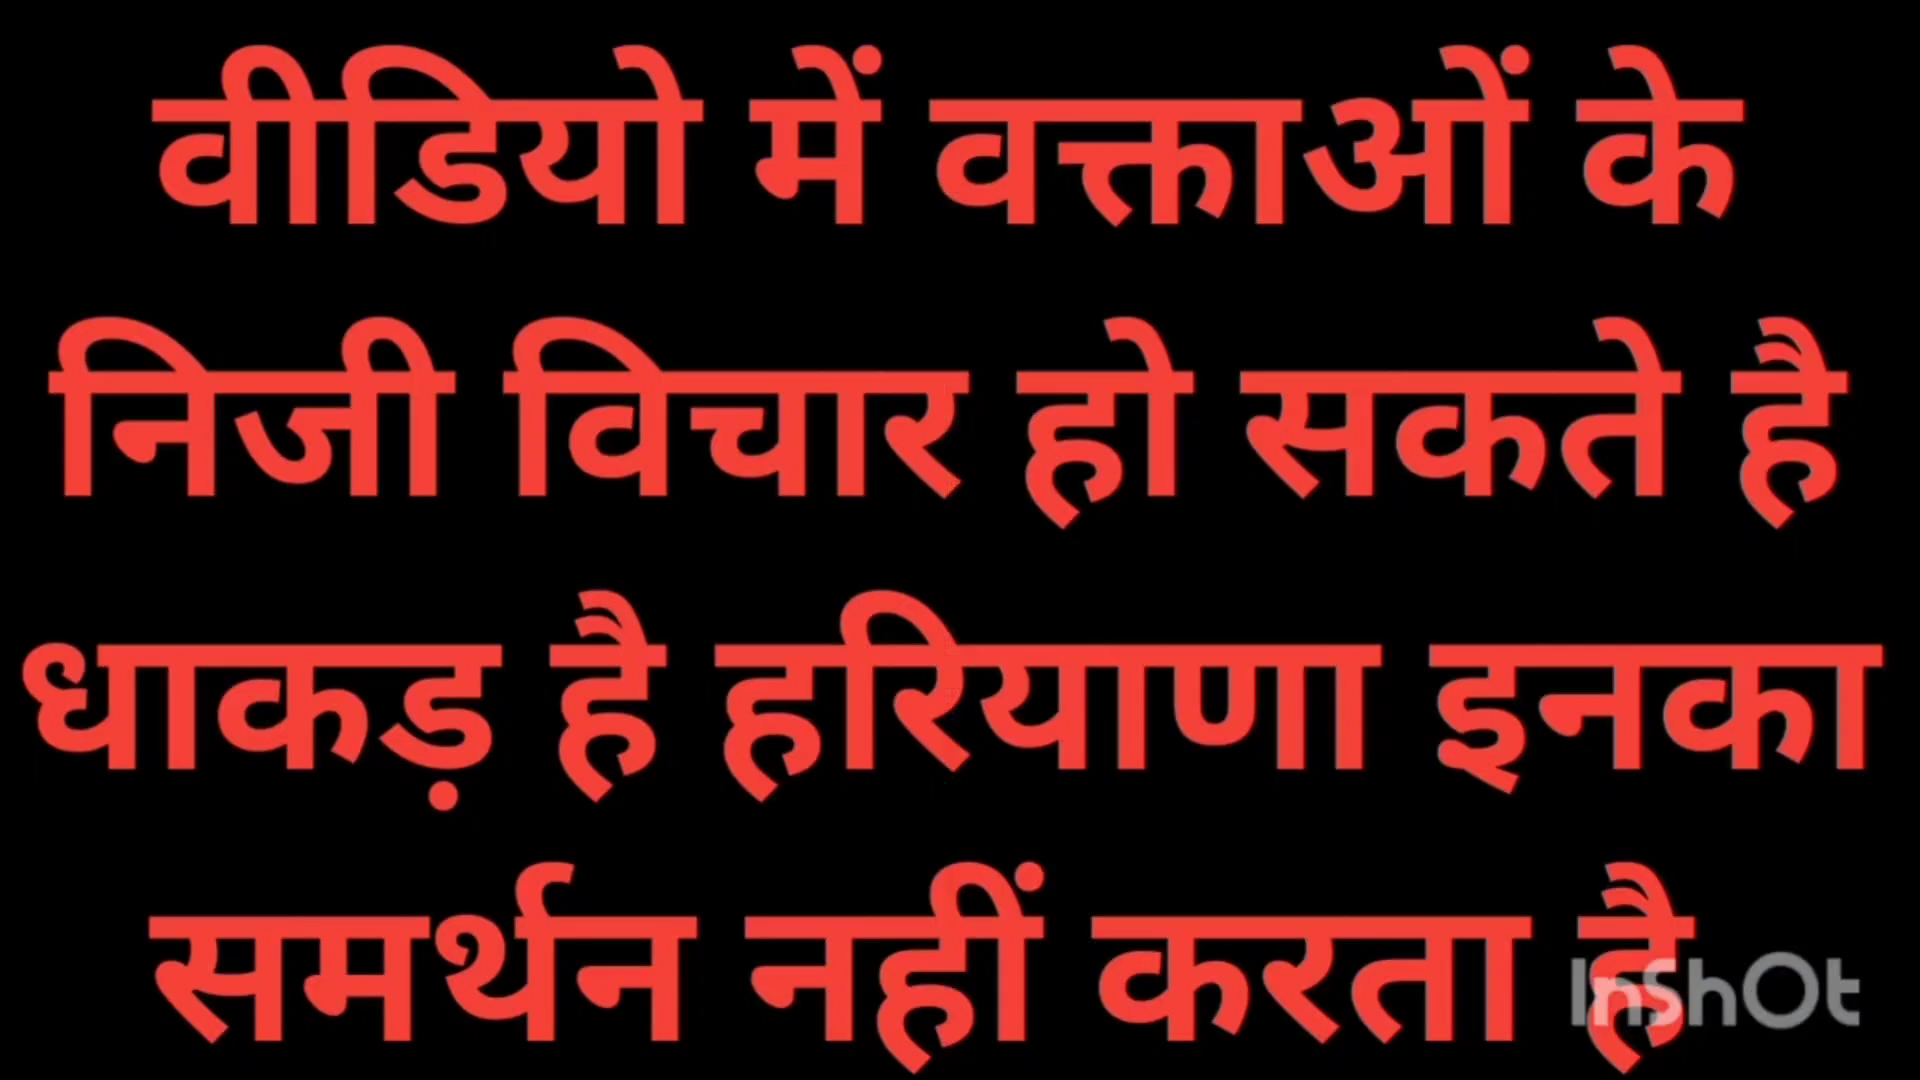 वीडियो में वक्ताओं के
निजी विचार हो सकते है
धाकड़ है हरियाणा इनका
समर्थन नहीं करता है
InShOt